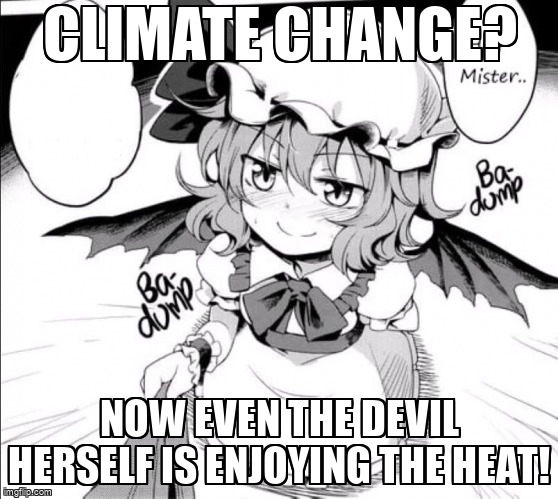 CLIMATE CHANGE?
Mister..
Ba-
dump
Ba-
dump
NOW EVEN THE DEVIL
HERSELF IS ENJOYING THE HEAT!
imgflip.com